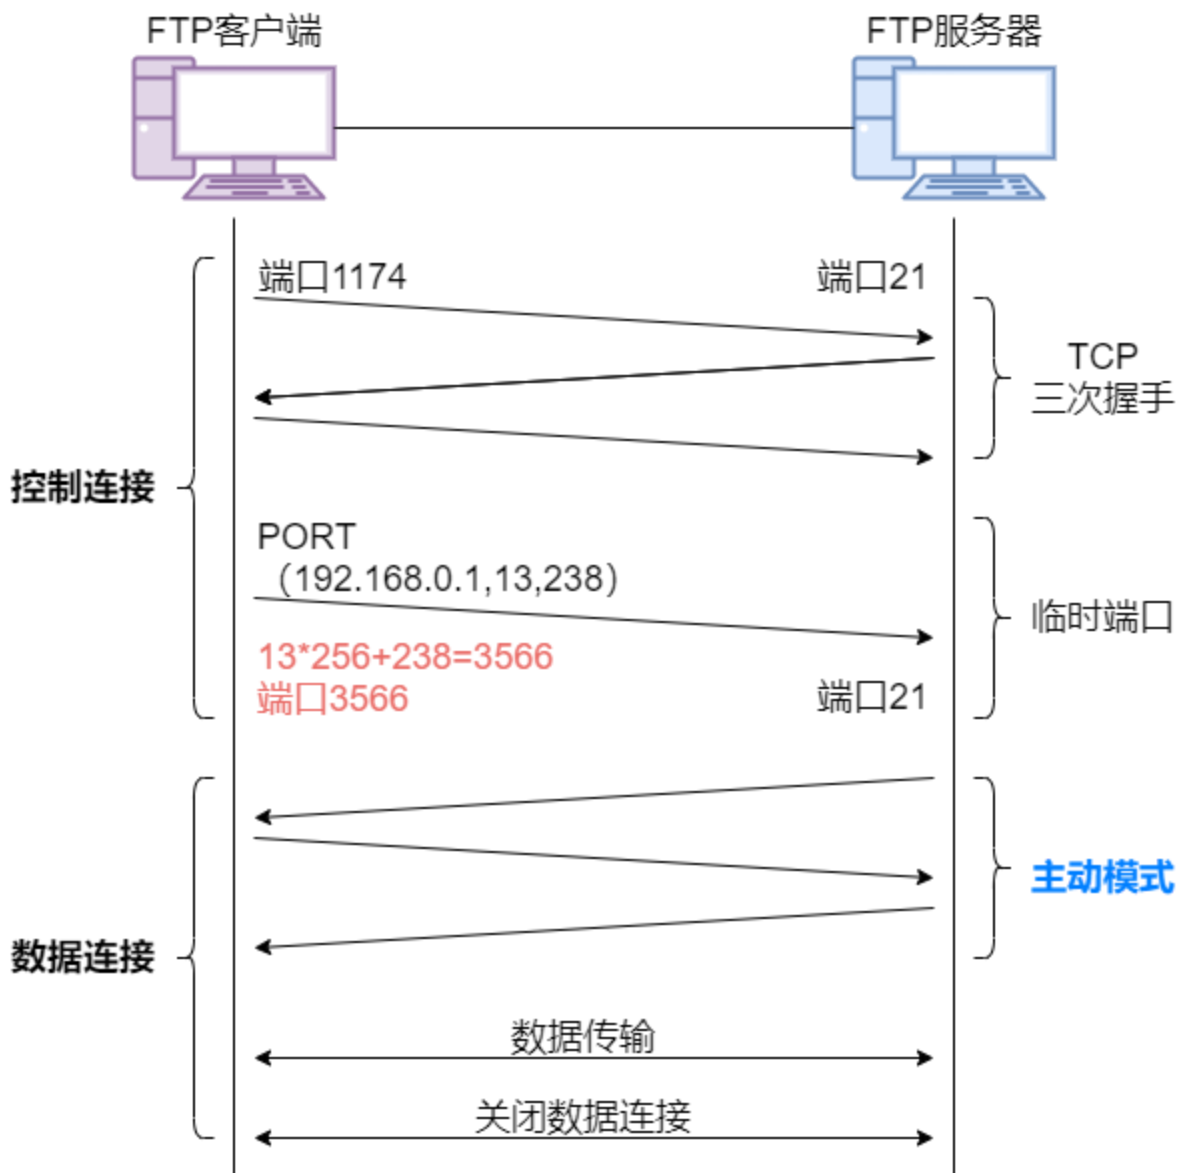 FTP客户端
FTP服务器
端口1174
端口21
TCP
三次握手
控制连接
PORT
（192.168.0.1,13,238）
临时端口
13*256+238=3566
端口3566
端口21
主动模式
数据连接
数据传输
关闭数据连接